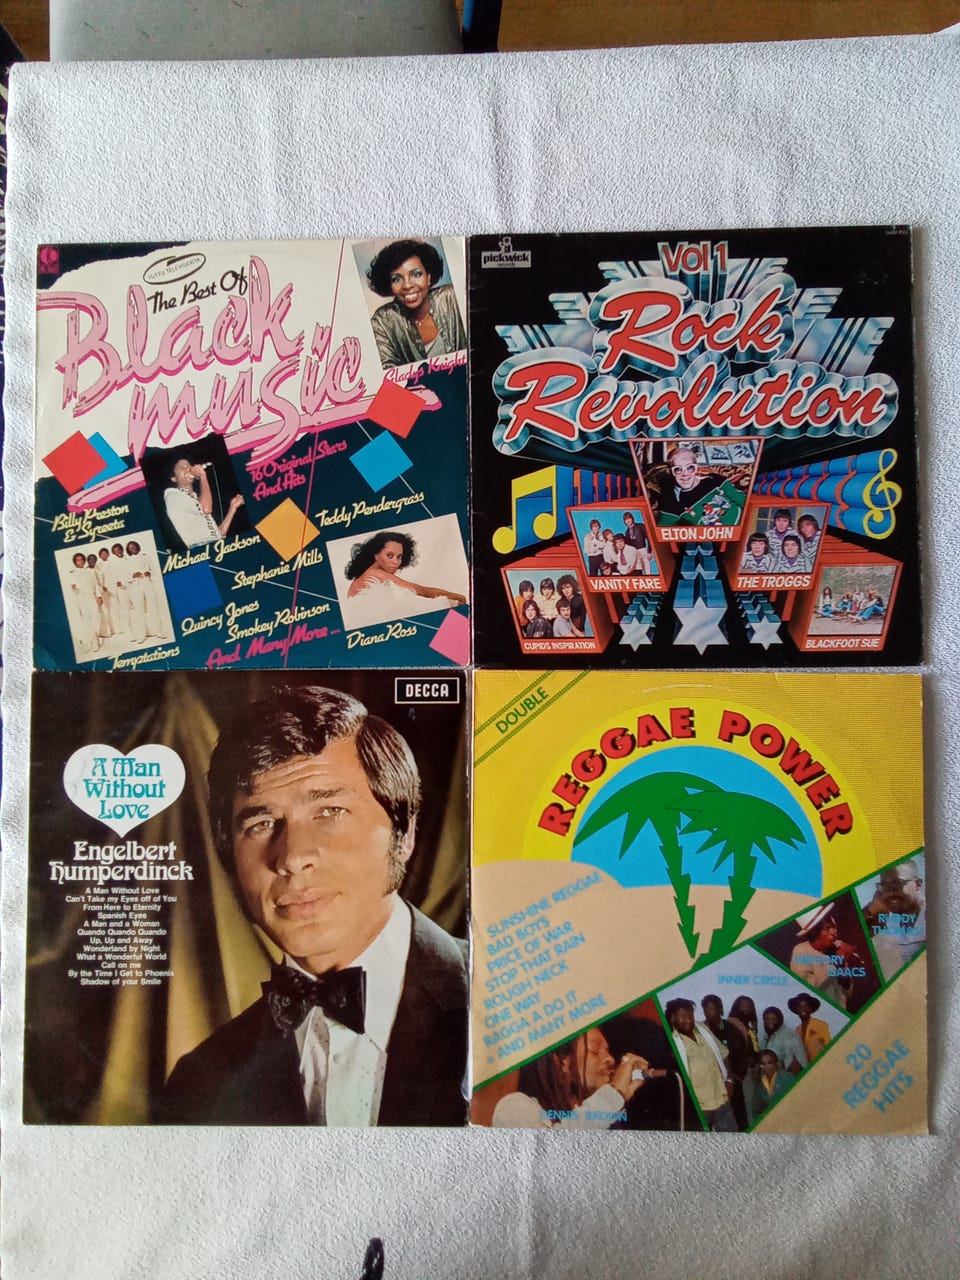 TUTTU TELEVISIOSTA
The Best Of
Black
music
Gladys Knight
16 Original Stars
And Hits
Billy Preston
& Syreeta
Michael Jackson
Teddy Pendergrass
Stephanie Mills
Quincy Jones
Smokey Robinson
And Many More
Temptations
Diana Ross
pickwick
records
Vol 1
Rock
Revolution
ELTON JOHN
VANITY FARE
THE TROGGS
CUPIDS INSPIRATION
BLACKFOOT SUE
DECCA
A Man
Without
Love
Engelbert
Humperdinck
A Man Without Love
Can't Take my Eyes off of You
From Here to Eternity
Spanish Eyes
A Man and a Woman
Quando Quando Quando
Up, Up and Away
Wonderland by Night
What a Wonderful World
Call on me
By the Time I Get to Phoenix
Shadow of your Smile
DOUBLE
REGGAE POWER
SUNSHINE REGGAE
BAD BOYS
PRICE OF WAR
STOP THAT RAIN
ROUGH NECK
ONE WAY
RAGGA A DO IT
+ AND MANY MORE
RUDDY
THOMAS
GREGORY
ISAACS
INNER CIRCLE
DENNIS BROWN
20
REGGAE
HITS